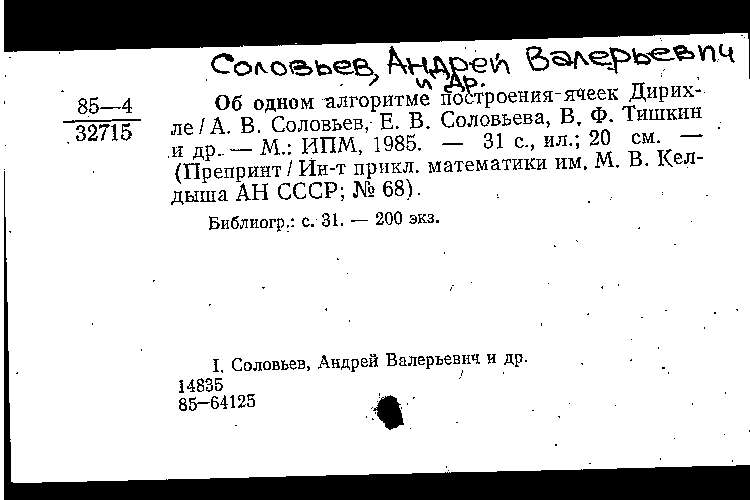 Соловьев, Андрей Валерьевич
и др.
85—4
32715
Об одном алгоритме построения ячеек Дирих-
ле / А. В. Соловьев, Е. В. Соловьева, В. Ф. Тишкин
и др. — М.: ИПМ, 1985. — 31 с., ил.; 20 см. —
(Препринт / Ин-т прикл. математики им. М. В. Кел-
дыша АН СССР; № 68).
Библиогр.: с. 31. — 200 экз.
I. Соловьев, Андрей Валерьевич и др.
14835
85—64125